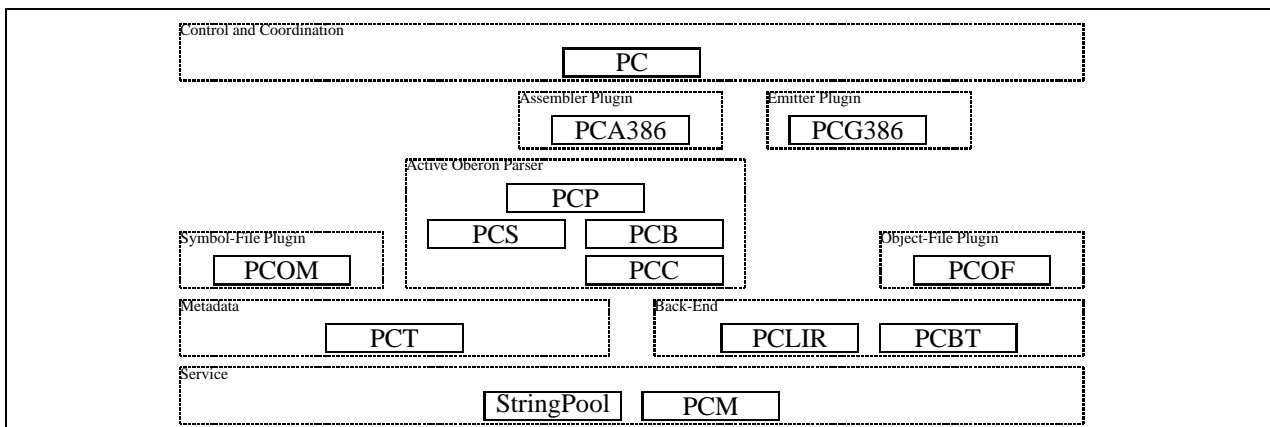 Control and Coordination
PC
Assembler Plugin
Emitter Plugin
PCA386
PCG386
Active Oberon Parser
PCP
PCS
PCB
Symbol-File Plugin
Object-File Plugin
PCOM
PCC
PCOF
Metadata
Back-End
PCT
PCLIR
PCBT
Service
StringPool
PCM